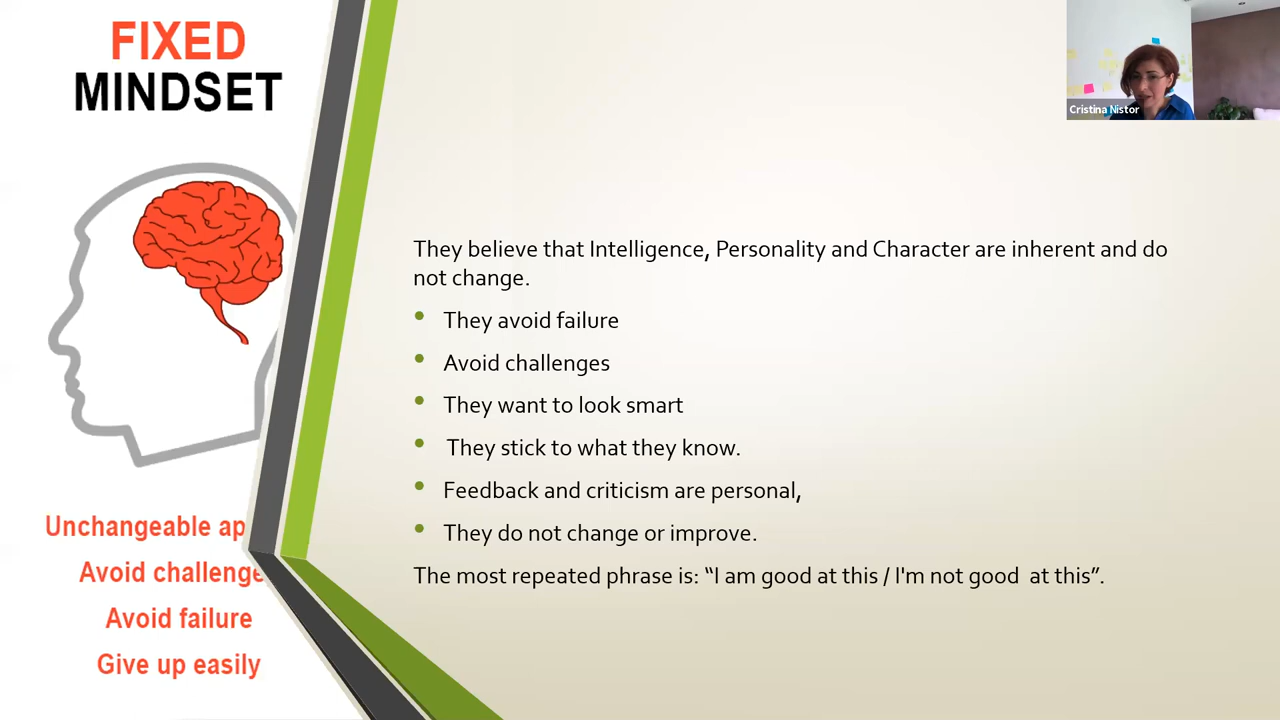 FIXED
MINDSET
Unchangeable ap
Avoid challenge
Avoid failure
Give up easily
They believe that Intelligence, Personality and Character are inherent and do
not change.
• They avoid failure
• Avoid challenges
• They want to look smart
• They stick to what they know.
• Feedback and criticism are personal,
• They do not change or improve.
The most repeated phrase is: “I am good at this / I'm not good  at this”.
Cristina Nistor